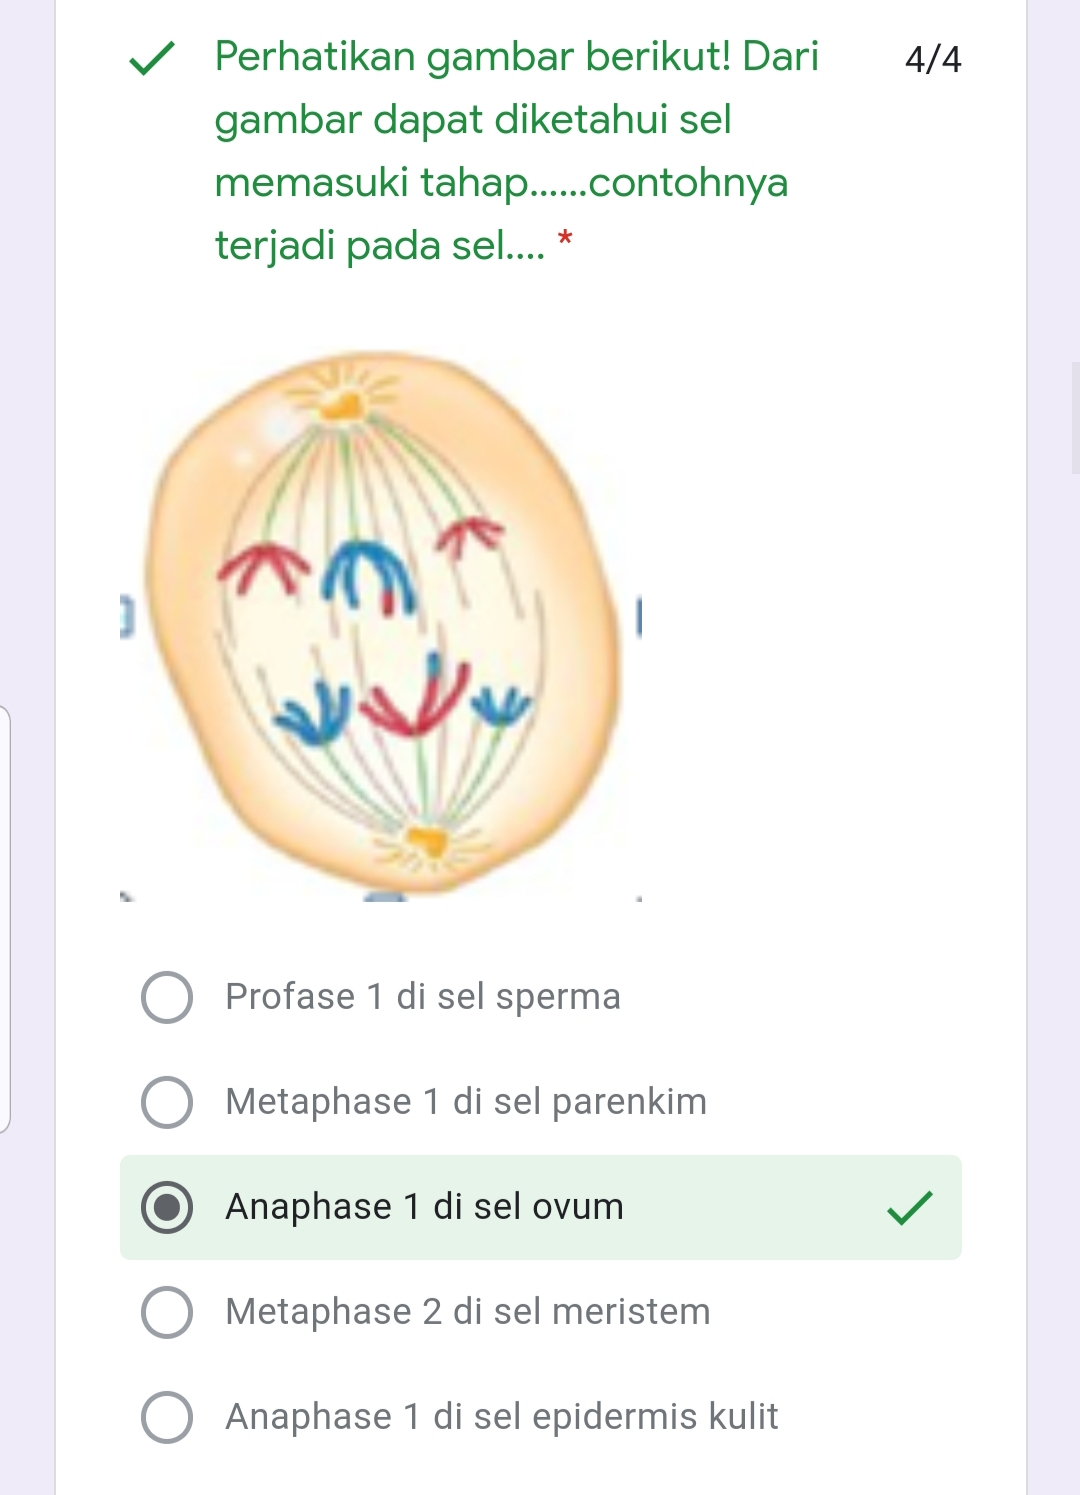 Perhatikan gambar berikut! Dari
4/4
gambar dapat diketahui sel
memasuki tahap......contohnya
terjadi pada sel.... *
Profase 1 di sel sperma
Metaphase 1 di sel parenkim
Anaphase 1 di sel ovum
Metaphase 2 di sel meristem
Anaphase 1 di sel epidermis kulit